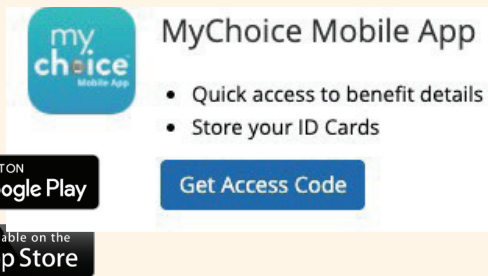 my
choice
Mobile App
MyChoice Mobile App
• Quick access to benefit details
• Store your ID Cards
Get Access Code
T ON
ogle Play
able on the
p Store